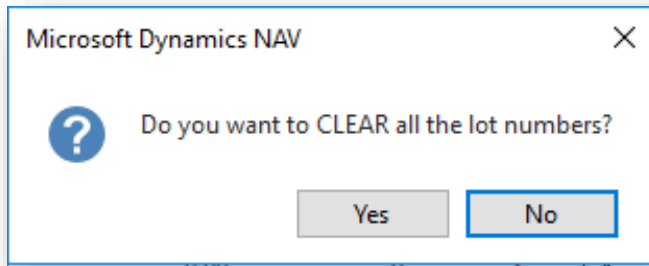 Microsoft Dynamics NAV
?
Do you want to CLEAR all the lot numbers?
Yes No